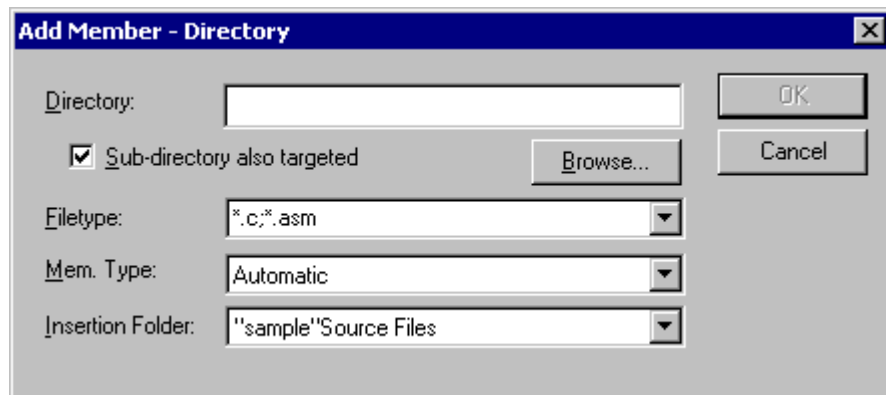 Add Member - Directory
Directory:
OK
Sub-directory also targeted
Browse...
Cancel
Filetype:
*.c;*.asm
Mem. Type:
Automatic
Insertion Folder:
"sample"Source Files